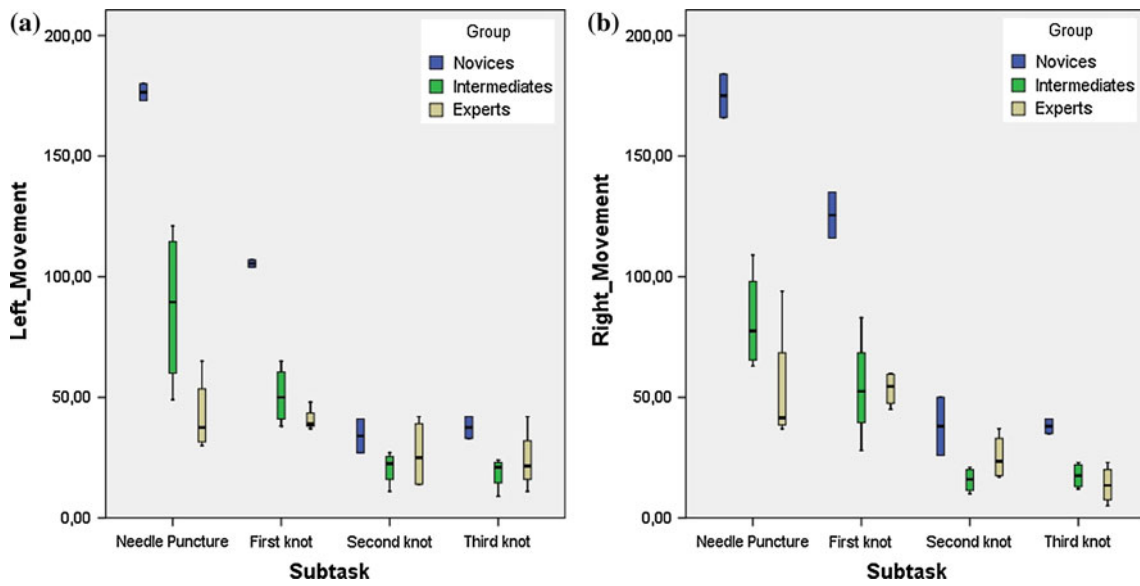 (a)
Group
Novices
Intermediates
Experts
200,00
150,00
100,00
50,00
0,00
Left_Movement
Needle Puncture First knot Second knot Third knot
Subtask
(b)
Group
Novices
Intermediates
Experts
200,00
150,00
100,00
50,00
0,00
Right_Movement
Needle Puncture First knot Second knot Third knot
Subtask